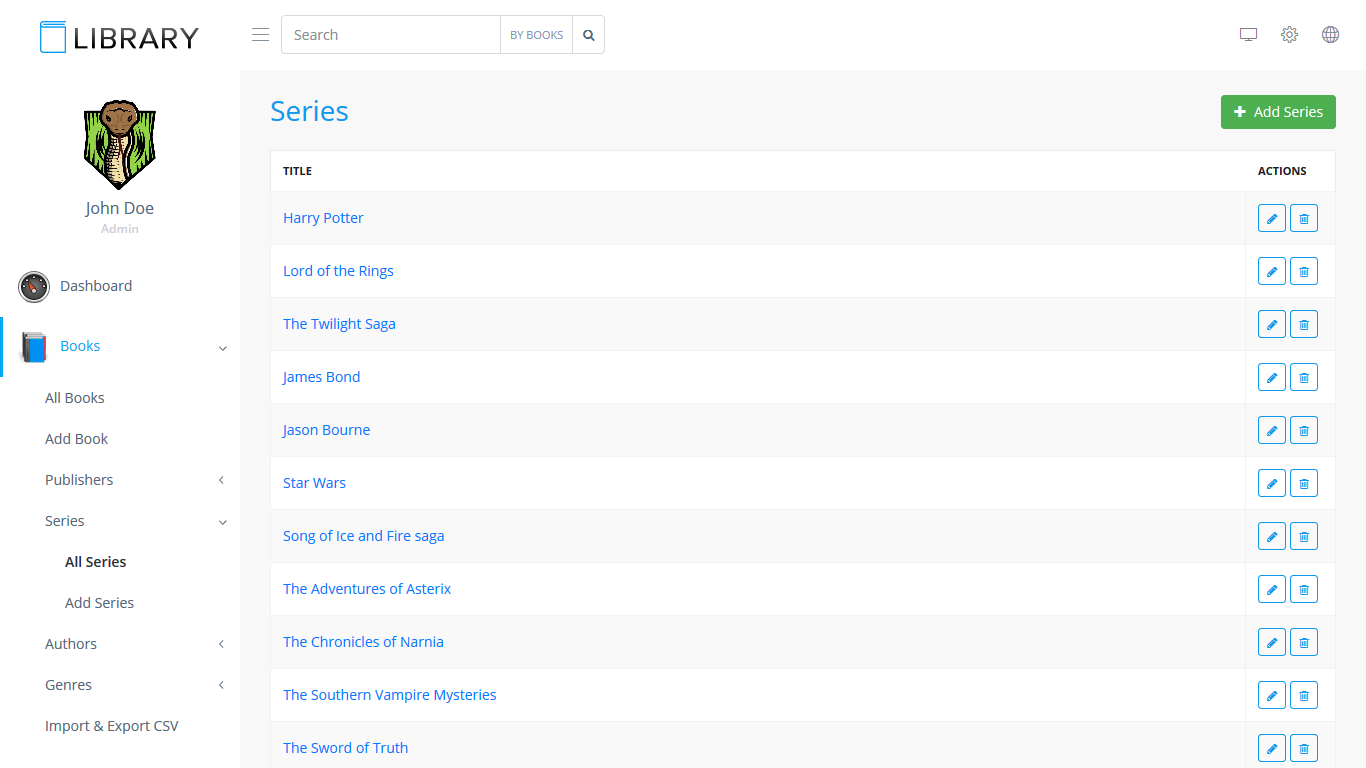 LIBRARY
Search
BY BOOKS
John Doe
Admin
Dashboard
Books
All Books
Add Book
Publishers
Series
All Series
Add Series
Authors
Genres
Import & Export CSV
Series
Add Series
TITLE
ACTIONS
Harry Potter
Lord of the Rings
The Twilight Saga
James Bond
Jason Bourne
Star Wars
Song of Ice and Fire saga
The Adventures of Asterix
The Chronicles of Narnia
The Southern Vampire Mysteries
The Sword of Truth